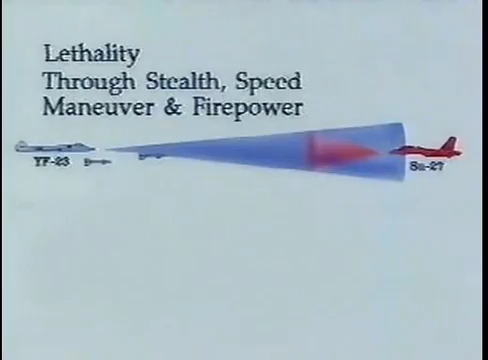 Lethality
Through Stealth, Speed
Maneuver & Firepower
YF-23
Su-27